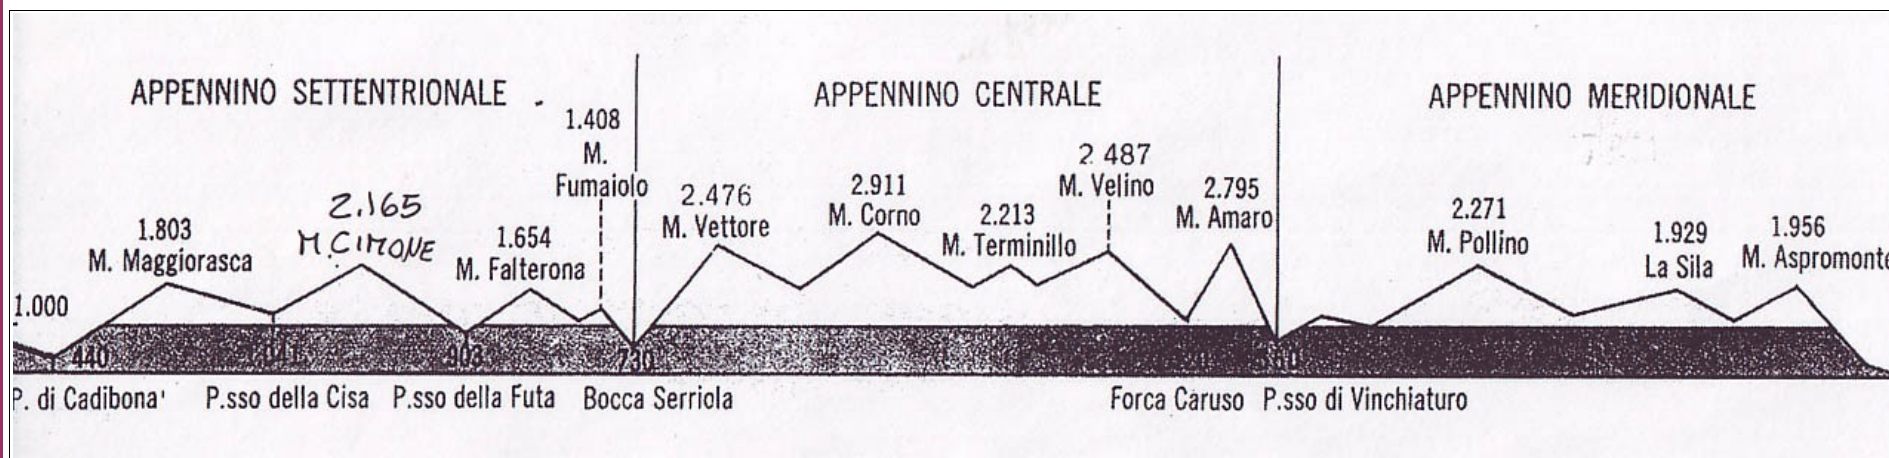 APPENNINO SETTENTRIONALE
APPENNINO CENTRALE
APPENNINO MERIDIONALE
1.408
M.
Fumaiolo
2.165
M. CIMONE
1.803
M. Maggiorasca
1.654
M. Falterona
2.476
M. Vettore
2.911
M. Corno
2.213
M. Terminillo
2 487
M. Velino
2.795
M. Amaro
2.271
M. Pollino
1.929
La Sila
1.956
M. Aspromonte
1.000
440
903
730
P. di Cadibona'
P.sso della Cisa
P.sso della Futa
Bocca Serriola
Forca Caruso
P.sso di Vinchiaturo